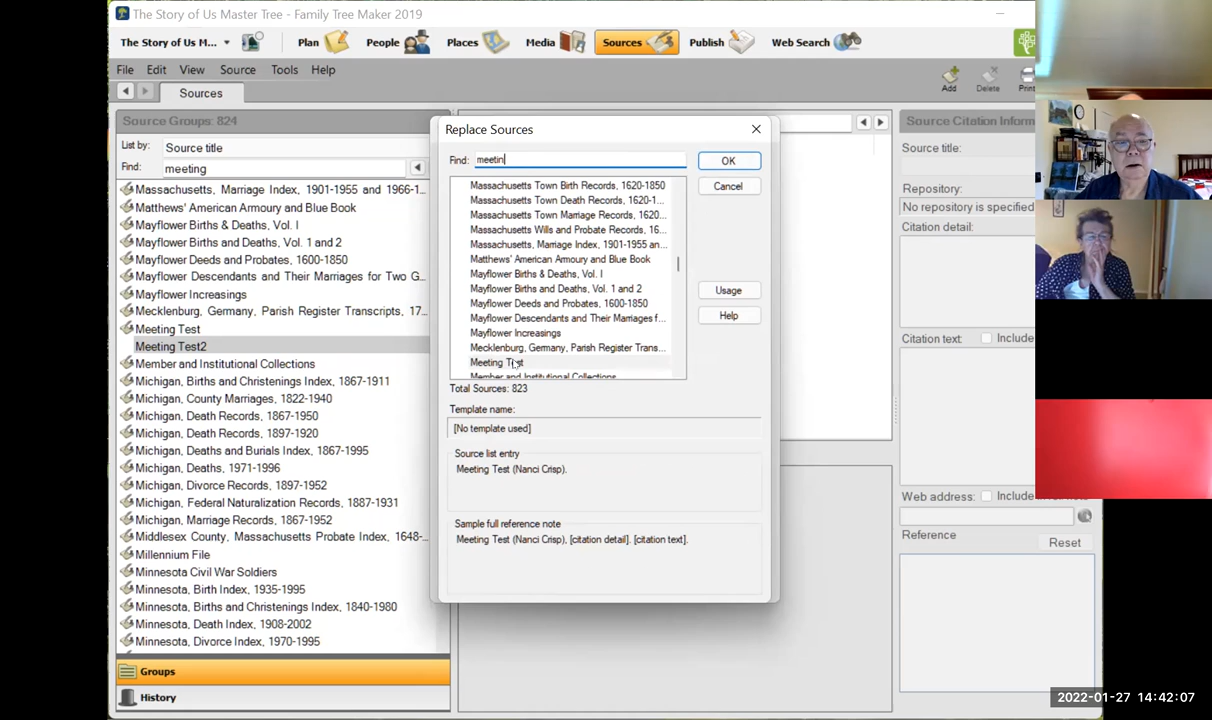 The Story of Us Master Tree - Family Tree Maker 2019
The Story of Us M...
Plan
People
Places
Media
Sources
Publish
Web Search
File
Edit
View
Source
Tools
Help
Sources
Add
Delete
Print
Source Groups: 824
List by:
Source title
Find:
meeting
Massachusetts, Marriage Index, 1901-1955 and 1966-1...
Matthews' American Armoury and Blue Book
Mayflower Births & Deaths, Vol. I
Mayflower Births and Deaths, Vol. 1 and 2
Mayflower Deeds and Probates, 1600-1850
Mayflower Descendants and Their Marriages for Two G...
Mayflower Increasings
Mecklenburg, Germany, Parish Register Transcripts, 17...
Meeting Test
Meeting Test2
Member and Institutional Collections
Michigan, Births and Christenings Index, 1867-1911
Michigan, County Marriages, 1822-1940
Michigan, Death Records, 1867-1950
Michigan, Death Records, 1897-1920
Michigan, Deaths and Burials Index, 1867-1995
Michigan, Deaths, 1971-1996
Michigan, Divorce Records, 1897-1952
Michigan, Federal Naturalization Records, 1887-1931
Michigan, Marriage Records, 1867-1952
Middlesex County, Massachusetts Probate Index, 1648-...
Millennium File
Minnesota Civil War Soldiers
Minnesota, Birth Index, 1935-1995
Minnesota, Births and Christenings Index, 1840-1980
Minnesota, Death Index, 1908-2002
Minnesota, Divorce Index, 1970-1995
Groups
History
Replace Sources
Find:
meetin
OK
Cancel
Usage
Help
Massachusetts Town Birth Records, 1620-1850
Massachusetts Town Death Records, 1620-1...
Massachusetts Town Marriage Records, 1620...
Massachusetts Wills and Probate Records, 16...
Massachusetts, Marriage Index, 1901-1955 an...
Matthews' American Armoury and Blue Book
Mayflower Births & Deaths, Vol. I
Mayflower Births and Deaths, Vol. 1 and 2
Mayflower Deeds and Probates, 1600-1850
Mayflower Descendants and Their Marriages f...
Mayflower Increasings
Mecklenburg, Germany, Parish Register Trans...
Meeting Test
Member and Institutional Collections
Total Sources: 823
Template name:
[No template used]
Source list entry
Meeting Test (Nanci Crisp).
Sample full reference note
Meeting Test (Nanci Crisp), [citation detail]. [citation text].
Source Citation Inform
Source title:
Repository:
No repository is specified
Citation detail:
Citation text:
Include
Web address:
Include
Reference
Reset
2022-01-27 14:42:07